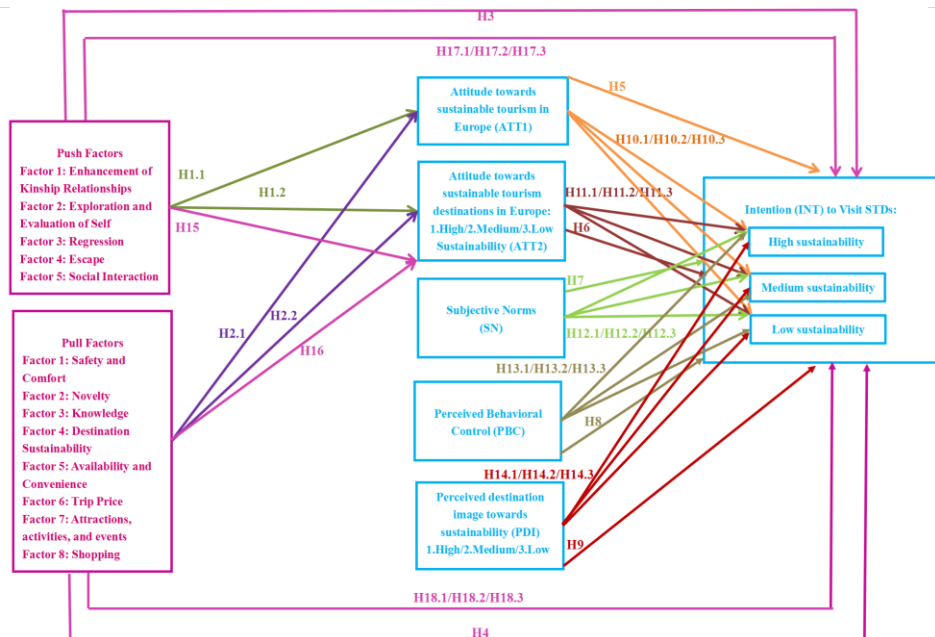 H3
H17.1/H17.2/H17.3
Push Factors
Factor 1: Enhancement of
Kinship Relationships
Factor 2: Exploration and
Evaluation of Self
Factor 3: Regression
Factor 4: Escape
Factor 5: Social Interaction
H1.1
H1.2
H15
Pull Factors
Factor 1: Safety and
Comfort
Factor 2: Novelty
Factor 3: Knowledge
Factor 4: Destination
Sustainability
Factor 5: Availability and
Convenience
Factor 6: Trip Price
Factor 7: Attractions,
activities, and events
Factor 8: Shopping
H2.1
H2.2
H16
Attitude towards
sustainable tourism in
Europe (ATT1)
Attitude towards
sustainable tourism
destinations in Europe:
1.High/2.Medium/3.Low
Sustainability (ATT2)
Subjective Norms
(SN)
Perceived Behavioral
Control (PBC)
Perceived destination
image towards
sustainability (PDI)
1.High/2.Medium/3.Low
H5
H10.1/H10.2/H10.3
H11.1/H11.2/H11.3
H6
H7
H12.1/H12.2/H12.3
H13.1/H13.2/H13.3
H8
H14.1/H14.2/H14.3
H9
Intention (INT) to Visit STDs:
High sustainability
Medium sustainability
Low sustainability
H18.1/H18.2/H18.3
H4